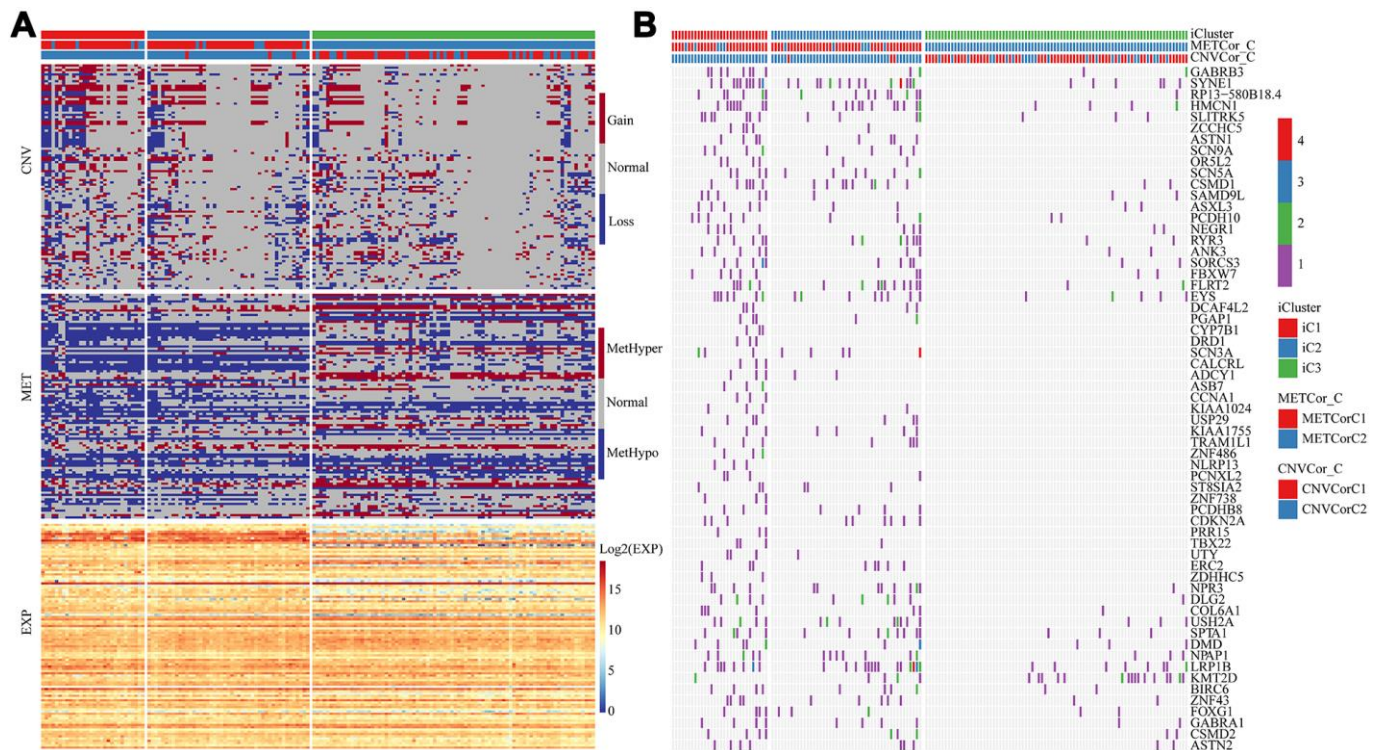 A
CNV
Gain
Normal
Loss
MET
MetHyper
Normal
MetHypo
EXP
Log2(EXP)
15
10
5
0
B
iCluster
METCor_C
CNVCor_C
GABRB3
SYNE1
RP13-580B18.4
HMCN1
SLITRK5
ZCCHC5
ASTN1
SCN9A
OR5L2
SCN5A
CSMD1
SAMD9L
ASXL3
PCDH10
NEGR1
RYR3
ANK3
SORCS3
FBXW7
FLRT2
EYS
DCAF4L2
PGAP1
CYP7B1
DRD1
SCN3A
CALCRL
ADCY1
ASB7
CCNA1
KIAA1024
USP29
KIAA1755
TRAM1L1
ZNF486
NLRP13
PCNXL2
ST8SIA2
ZNF738
PCDHB8
CDKN2A
PRR15
TBX22
UTY
ERC2
ZDHHC5
NPR3
DLG2
COL6A1
USH2A
SPTA1
DMD
NPAP1
LRP1B
KMT2D
BIRC6
ZNF43
FOXG1
GABRA1
CSMD2
ASTN2
4
3
2
1
iCluster
iC1
iC2
iC3
METCor_C
METCorC1
METCorC2
CNVCor_C
CNVCorC1
CNVCorC2